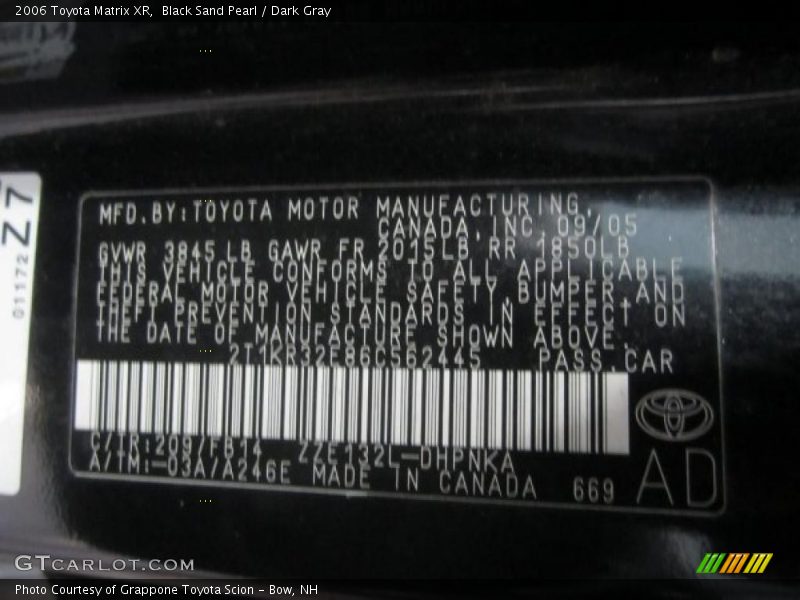 2006 Toyota Matrix XR, Black Sand Pearl / Dark Gray
01172
Z7
MFD.BY:TOYOTA MOTOR MANUFACTURING,
CANADA,INC.09/05
GVWR 3845LB GAWR FR 2015LB RR 1850LB
THIS VEHICLE CONFORMS TO ALL APPLICABLE
FEDERAL MOTOR VEHICLE SAFETY,BUMPER,AND
THEFT PREVENTION STANDARDS IN EFFECT ON
THE DATE OF MANUFACTURE SHOWN ABOVE.
2T1KR32E86C562445 PASS.CAR
C/TR:209/FB14 ZZE132L-DHPNKA
A/TM:-03A/A246E MADE IN CANADA 669
AD
GTCARLOT.COM
Photo Courtesy of Grappone Toyota Scion - Bow, NH